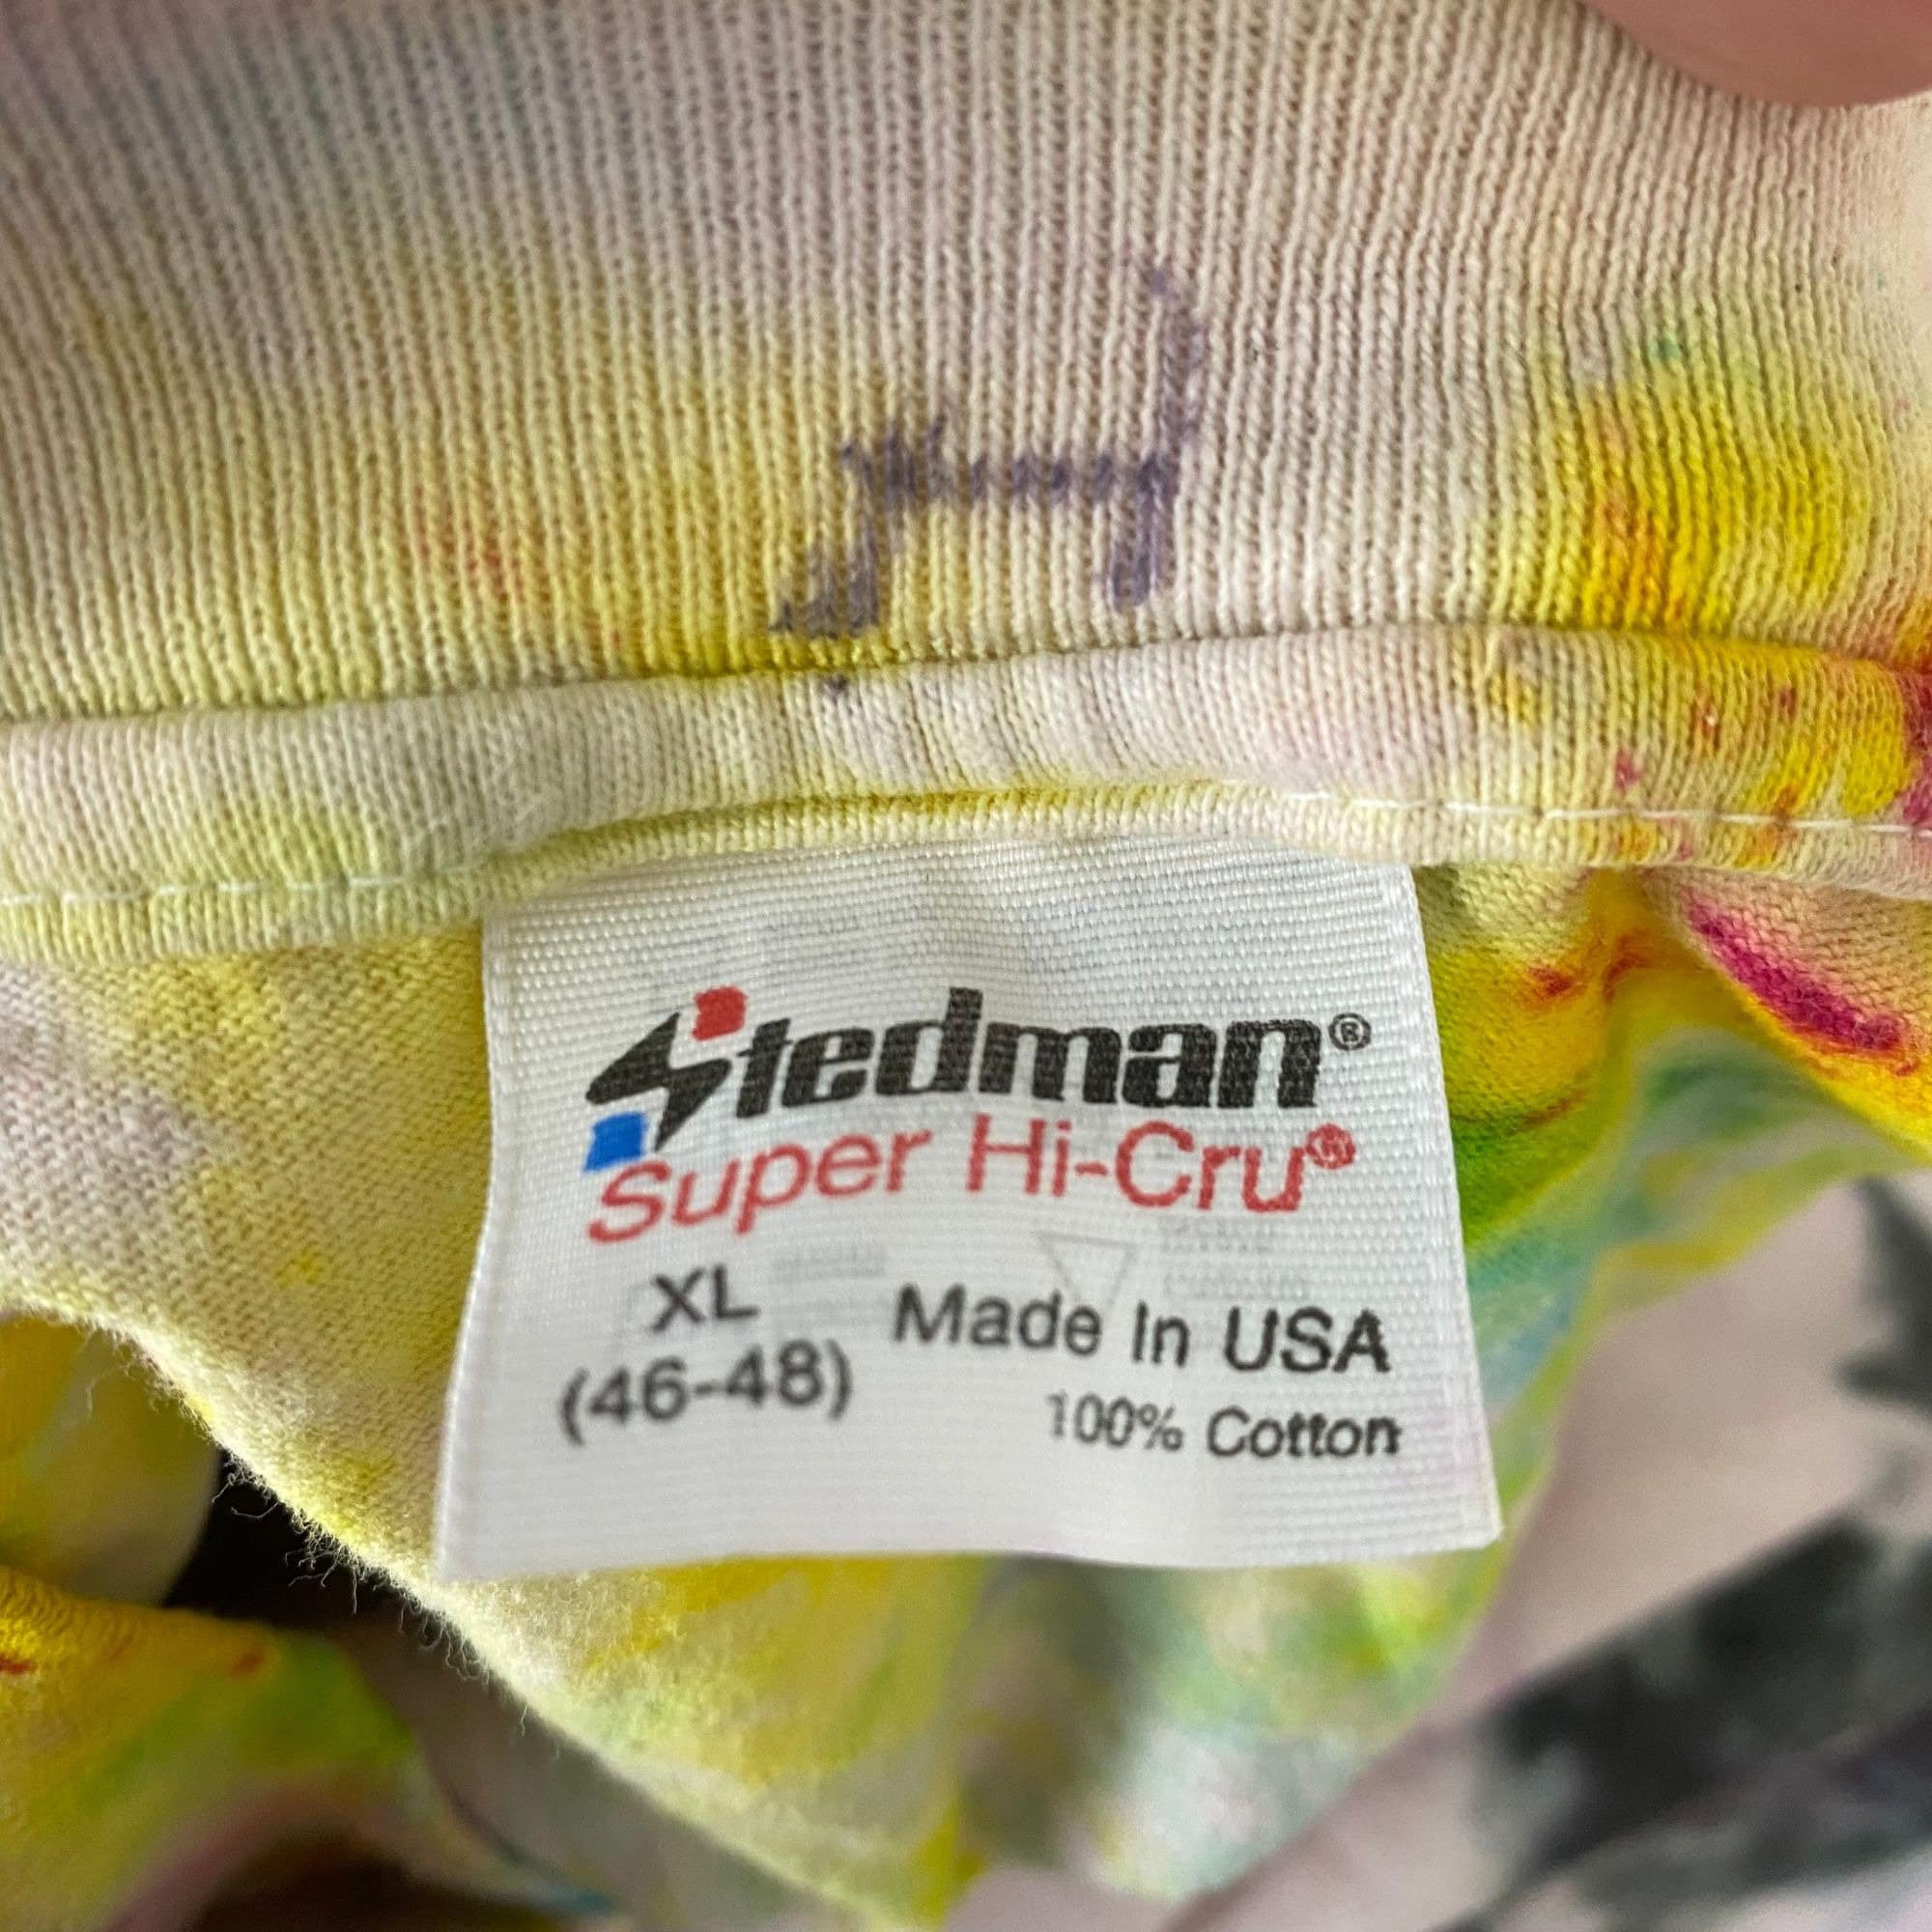 Stedman®
Super Hi-Cru®
XL
(46-48)
Made In USA
100% Cotton